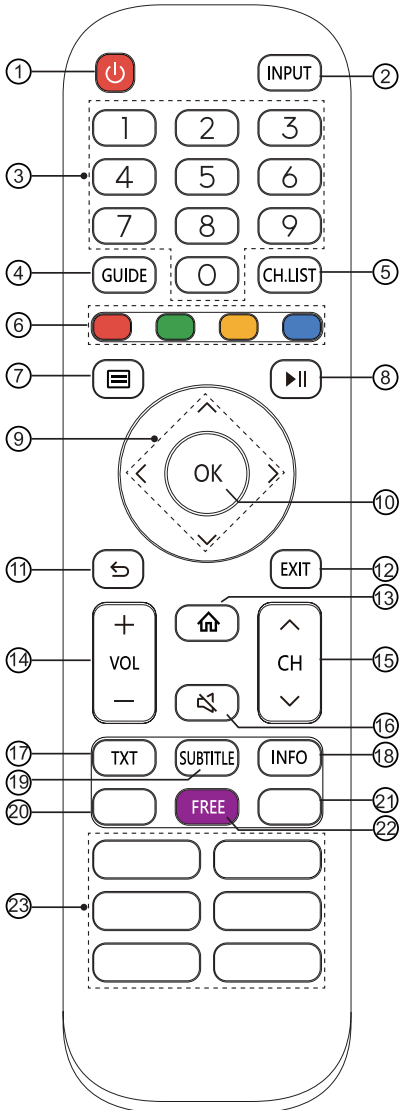 ① INPUT ②
1 2 3
③ 4 5 6
7 8 9
④ GUIDE 0 CH.LIST ⑤
⑥
⑦ ⑧
⑨
OK
⑩
⑪ EXIT ⑫
⑬
+
⑭ VOL CH ⑮
−
⑯
⑰ TXT SUBTITLE INFO ⑱
⑲
⑳ FREE ㉑
㉒
㉓